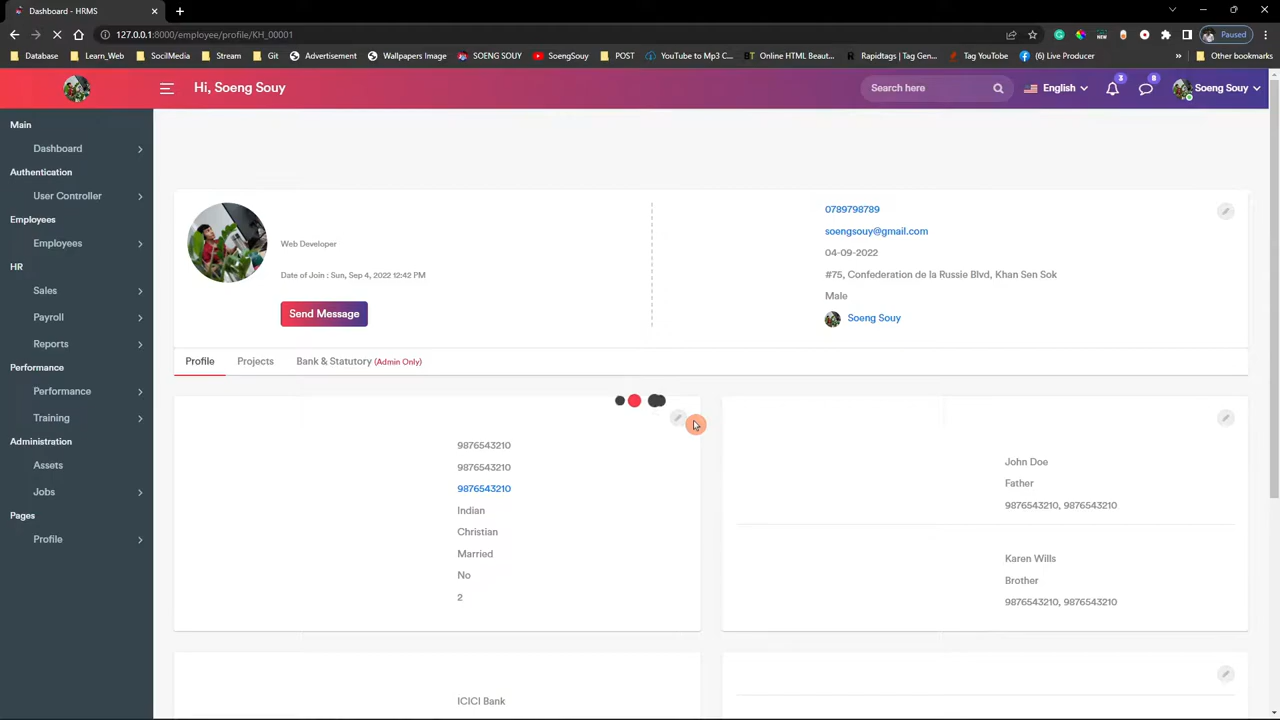 Dashboard - HRMS
127.0.0.1:8000/employee/profile/KH_00001
Paused
Database
Learn_Web
SoclMedia
Stream
Git
Advertisement
Wallpapers Image
SOENG SOUY
SoengSouy
POST
YouTube to Mp3 C...
BT Online HTML Beaut...
Rapidtags | Tag Gen...
Tag YouTube
(4) Live Producer
»
Other bookmarks
Hi, Soeng Souy
Search here
English
3
8
Soeng Souy
Main
Dashboard
Authentication
User Controller
Employees
Employees
HR
Sales
Payroll
Reports
Performance
Performance
Training
Administration
Assets
Jobs
Pages
Profile
Web Developer
Date of Join : Sun, Sep 4, 2022 12:42 PM
Send Message
0789798789
soengsouy@gmail.com
04-09-2022
#75, Confederation de la Russie Blvd, Khan Sen Sok
Male
Soeng Souy
Profile
Projects
Bank & Statutory (Admin Only)
9876543210
9876543210
9876543210
Indian
Christian
Married
No
2
John Doe
Father
9876543210, 9876543210
Karen Wills
Brother
9876543210, 9876543210
ICICI Bank